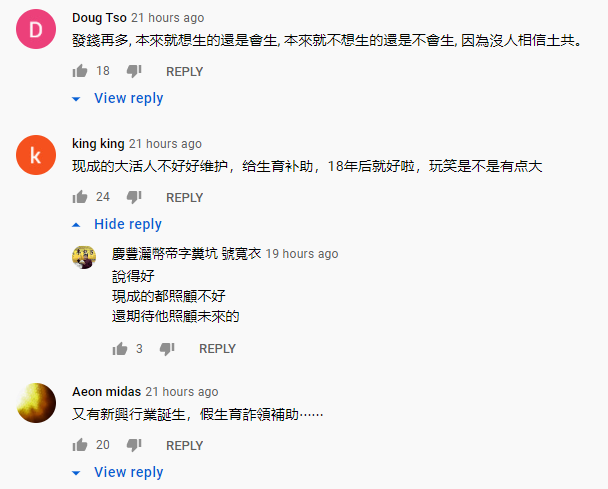 D
Doug Tso 21 hours ago
發錢再多, 本來就想生的還是會生, 本來就不想生的還是不會生, 因為沒人相信土共。
18 REPLY
View reply
k
king king 21 hours ago
现成的大活人不好好维护，给生育补助，18年后就好啦，玩笑是不是有点大
24 REPLY
Hide reply
慶豐灑幣帝字糞坑 號寬衣 19 hours ago
說得好
現成的都照顧不好
還期待他照顧未來的
3 REPLY
Aeon midas 21 hours ago
又有新興行業誕生，假生育詐領補助……
20 REPLY
View reply